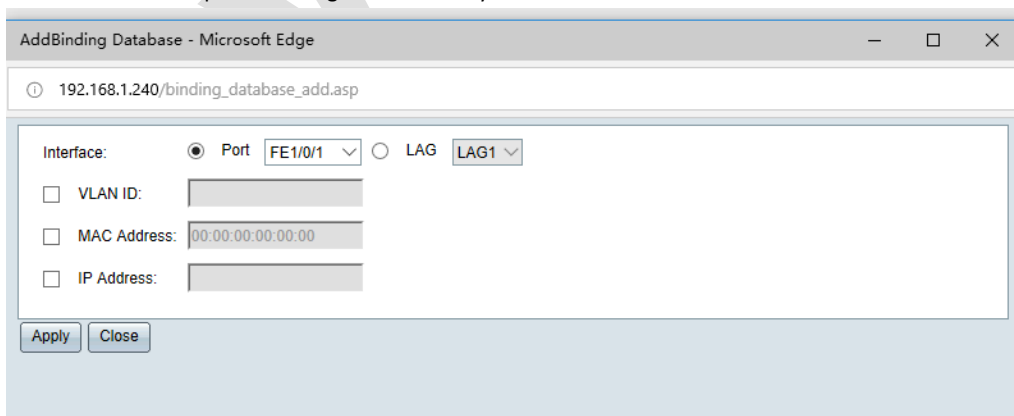 AddBinding Database - Microsoft Edge
192.168.1.240/binding_database_add.asp
Interface: Port FE1/0/1 LAG LAG1
VLAN ID:
MAC Address: 00:00:00:00:00:00
IP Address:
Apply Close